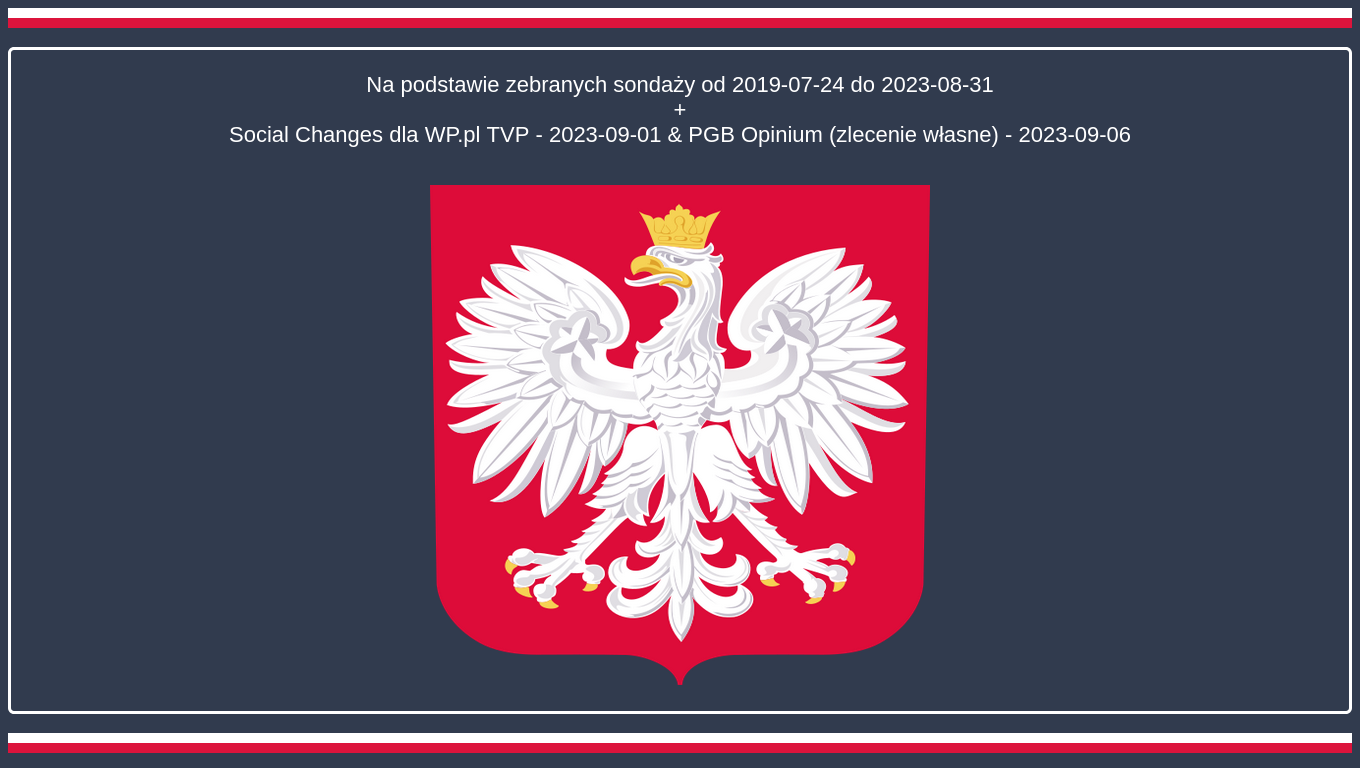 Na podstawie zebranych sondaży od 2019-07-24 do 2023-08-31
+
Social Changes dla WP.pl TVP - 2023-09-01 & PGB Opinium (zlecenie własne) - 2023-09-06